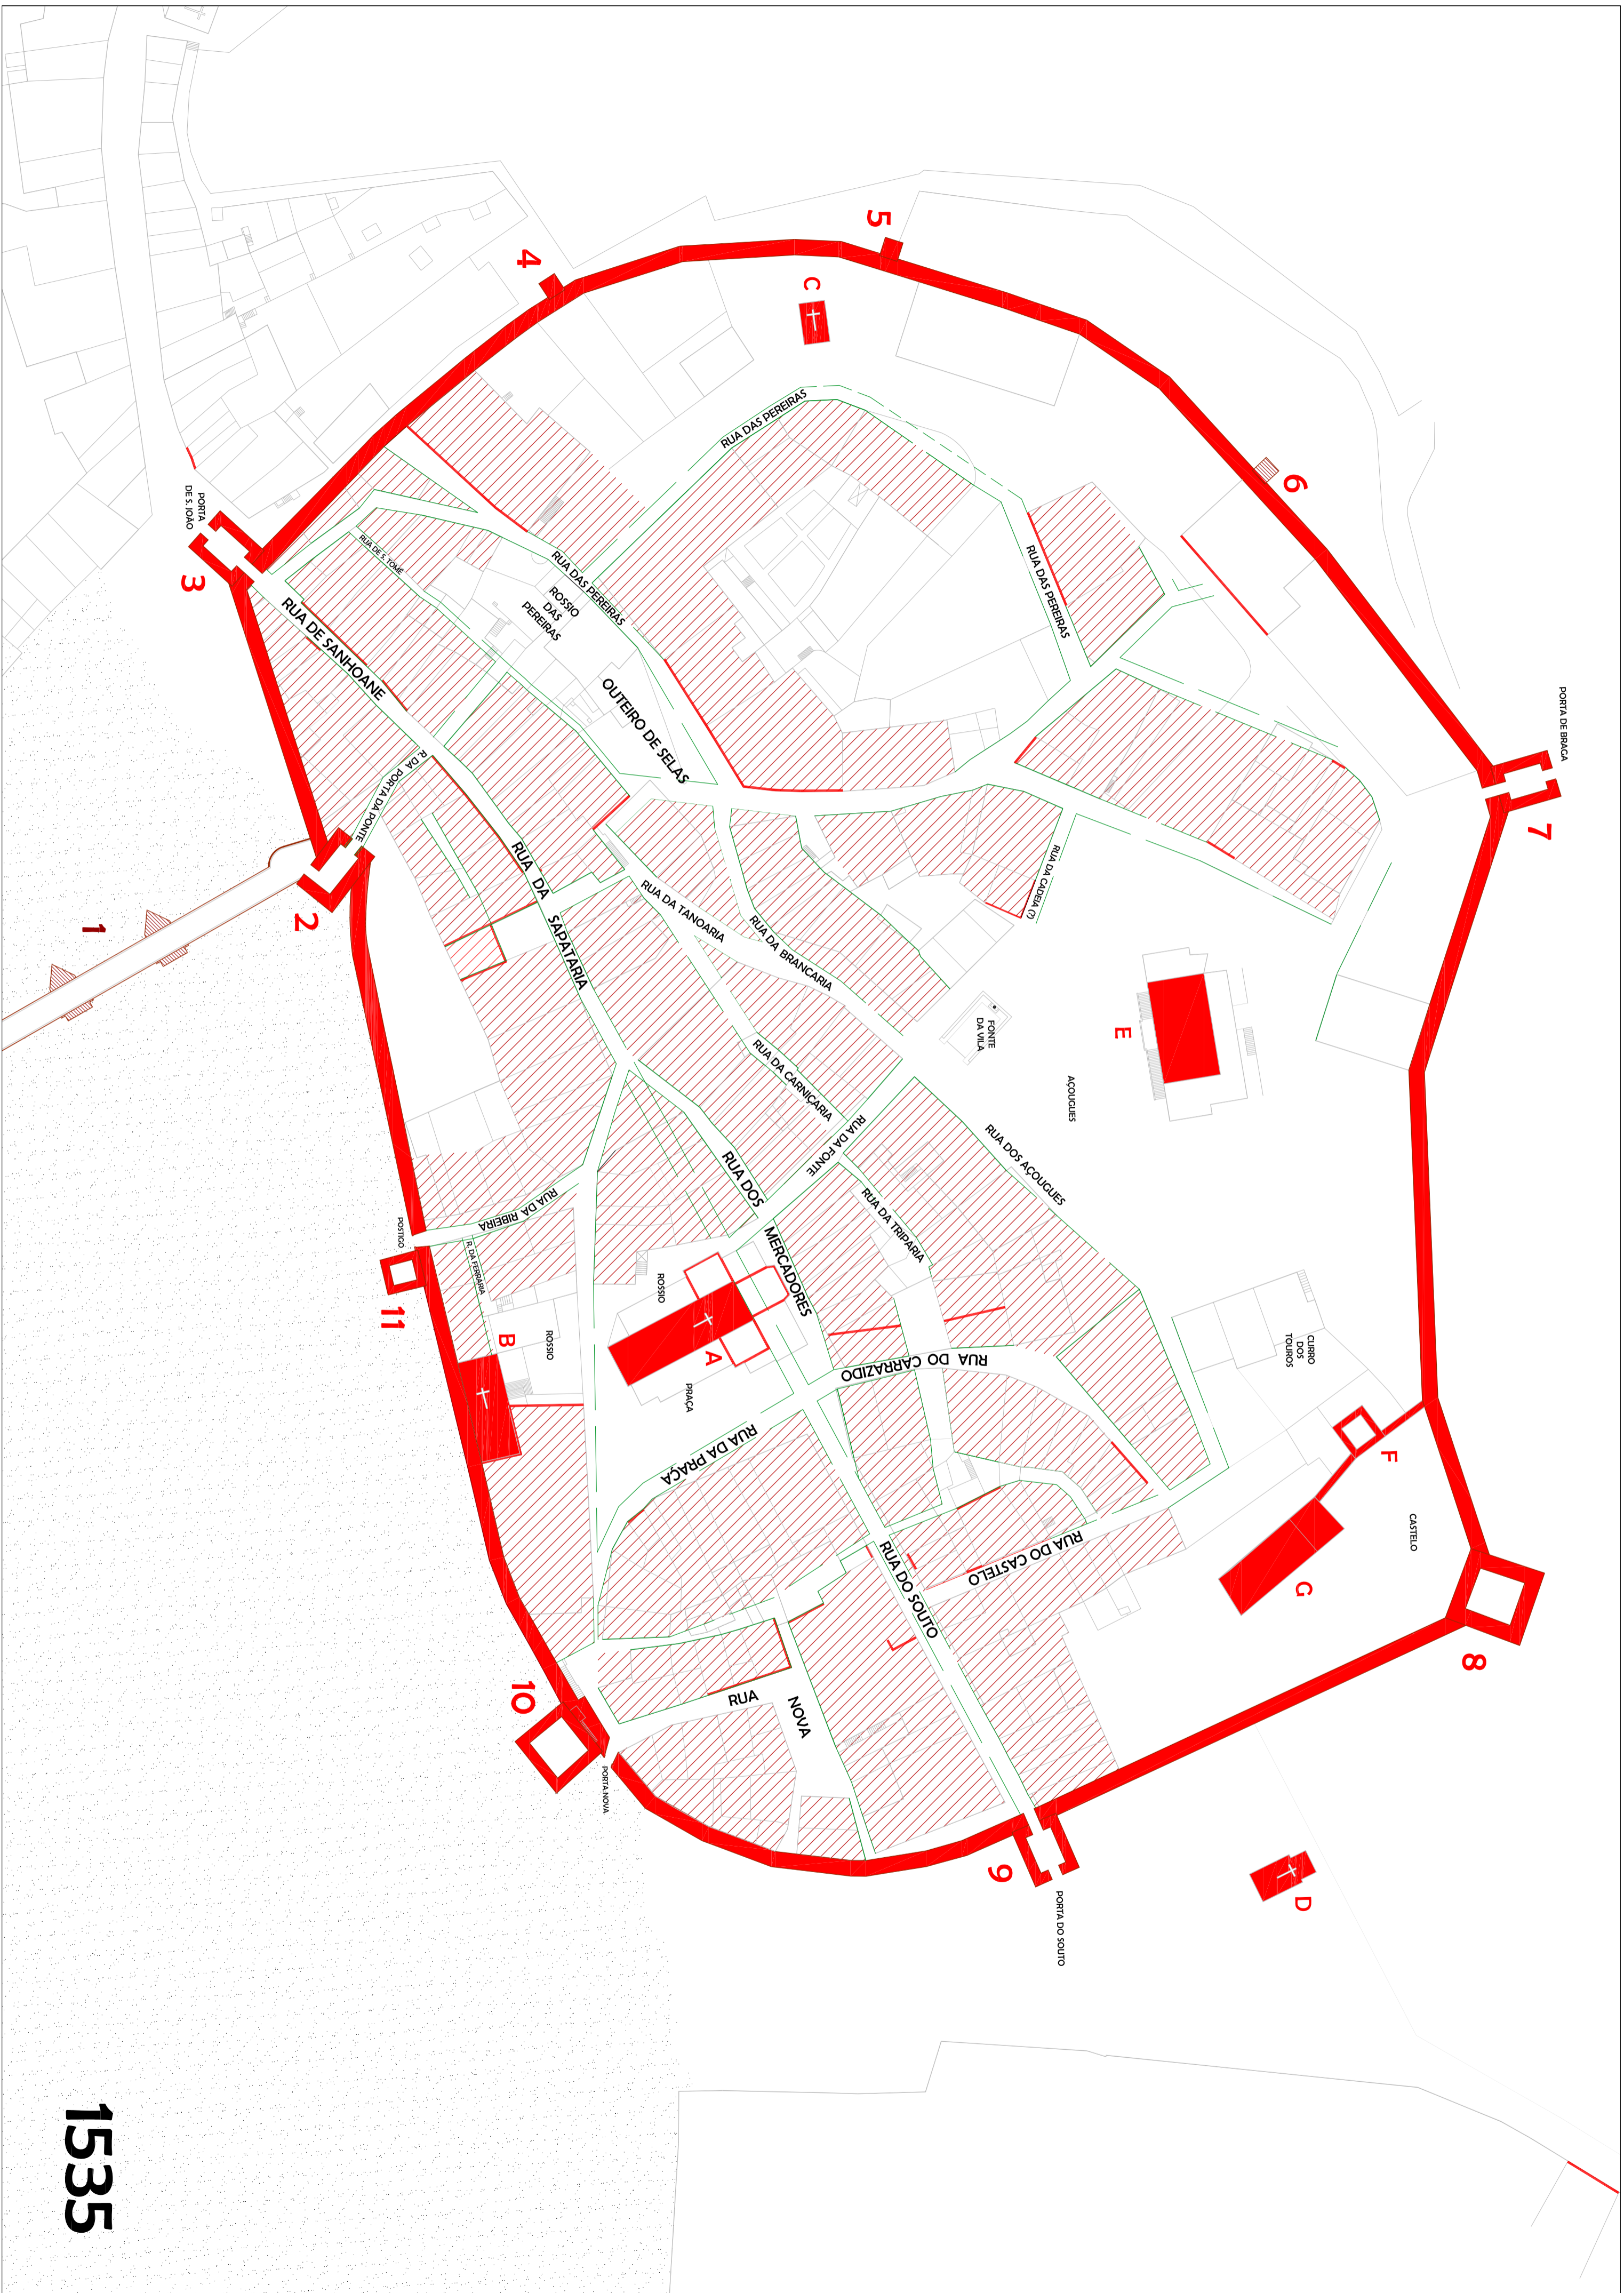 PORTA DE BRAGA
7
6
5
C
4
PORTA
DE S. JOÃO
3
RUA DAS PEREIRAS
RUA DAS PEREIRAS
RUA DAS PEREIRAS
RUA DE S. TOMÉ
ROSSIO
DAS
PEREIRAS
OUTEIRO DE SELAS
RUA DE SANHOANE
R. DA PORTA DA PONTE
2
1
RUA DA SAPATARIA
RUA DA TANOARIA
RUA DA BRANCARIA
RUA DA CADEIA (?)
E
FONTE
DA VILA
AÇOUGUES
RUA DA CARNIÇARIA
RUA DA FONTE
RUA DOS AÇOUGUES
RUA DA TRIPARIA
RUA DOS MERCADORES
RUA DA RIBEIRA
R. DA FERRARIA
POSTIGO
11
ROSSIO
ROSSIO
B
A
PRAÇA
RUA DO CARRAZIDO
RUA DA PRAÇA
CURRO
DOS
TOUROS
F
CASTELO
G
8
RUA DO CASTELO
RUA DO SOUTO
RUA NOVA
10
PORTA NOVA
9
PORTA DO SOUTO
D
1535